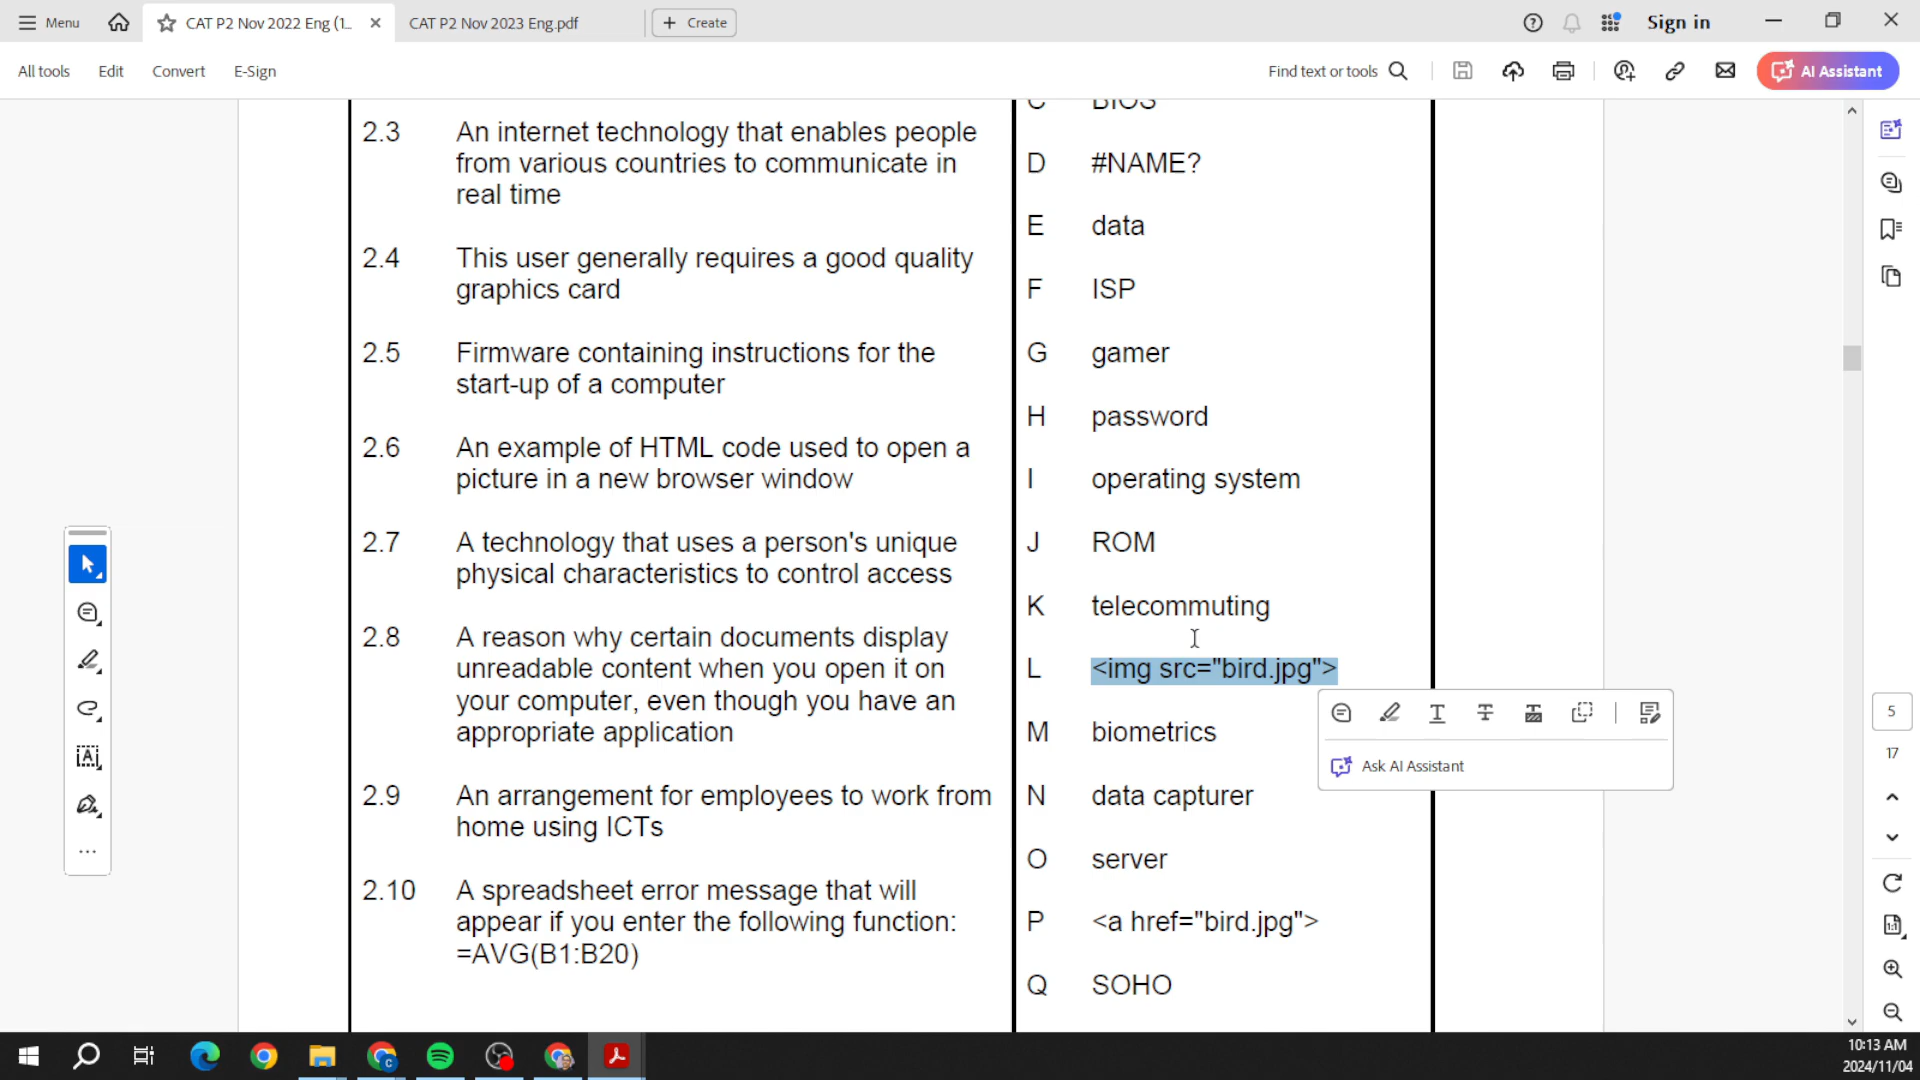 Menu
CAT P2 Nov 2022 Eng (1...
CAT P2 Nov 2023 Eng.pdf
Create
Sign in
All tools
Edit
Convert
E-Sign
Find text or tools
AI Assistant
2.3 An internet technology that enables people
from various countries to communicate in
real time
2.4 This user generally requires a good quality
graphics card
2.5 Firmware containing instructions for the
start-up of a computer
2.6 An example of HTML code used to open a
picture in a new browser window
2.7 A technology that uses a person's unique
physical characteristics to control access
2.8 A reason why certain documents display
unreadable content when you open it on
your computer, even though you have an
appropriate application
2.9 An arrangement for employees to work from
home using ICTs
2.10 A spreadsheet error message that will
appear if you enter the following function:
=AVG(B1:B20)
C BIOS
D #NAME?
E data
F ISP
G gamer
H password
I operating system
J ROM
K telecommuting
L <img src="bird.jpg">
M biometrics
N data capturer
O server
P <a href="bird.jpg">
Q SOHO
Ask AI Assistant
5
17
10:13 AM
2024/11/04